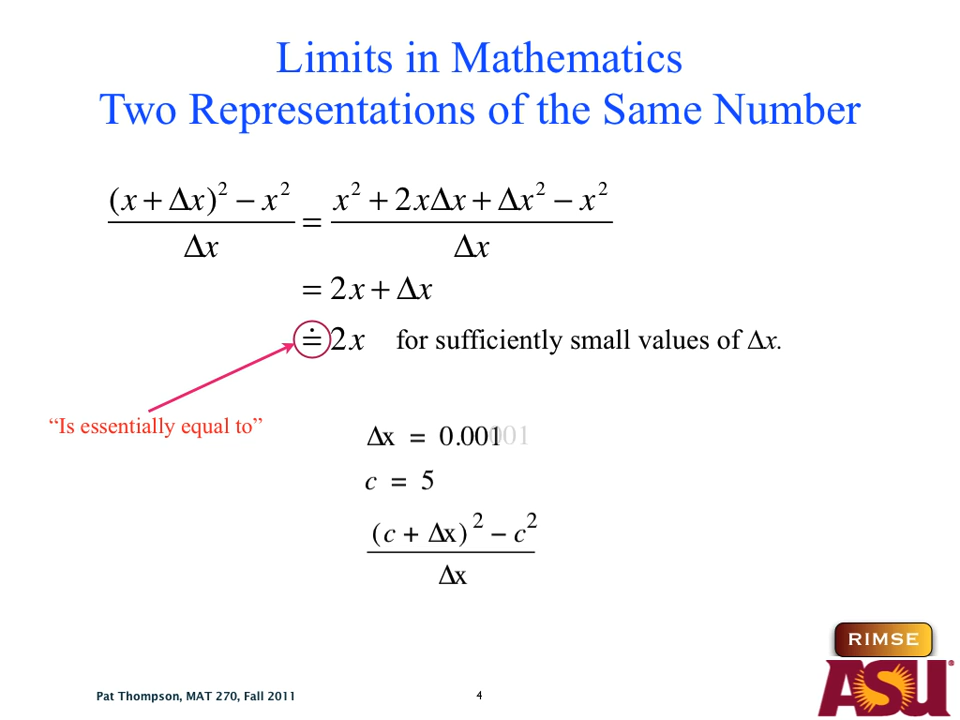 Limits in Mathematics
Two Representations of the Same Number
((x + Δx)² − x²) / Δx = (x² + 2xΔx + Δx² − x²) / Δx
= 2x + Δx
≐ 2x for sufficiently small values of Δx.
“Is essentially equal to”
Δx = 0.001001
c = 5
((c + Δx)² − c²) / Δx
RIMSE
ASU®
Pat Thompson, MAT 270, Fall 2011 4